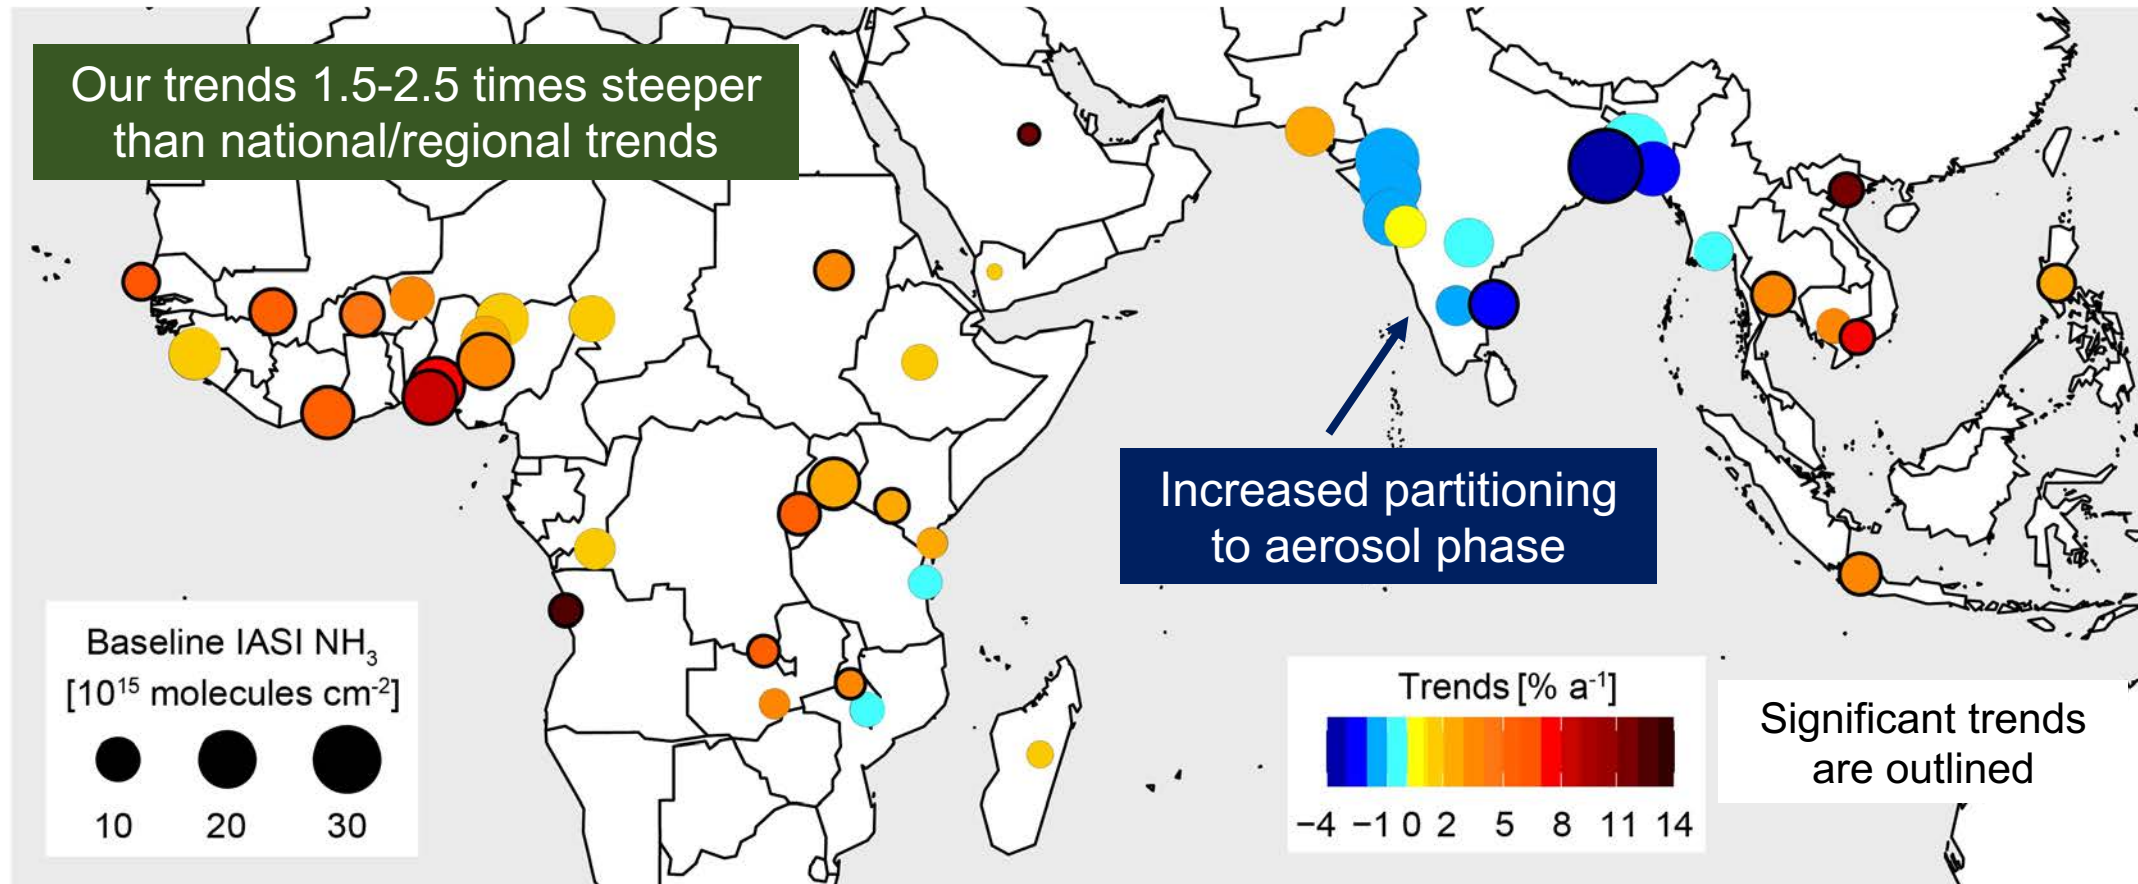 Our trends 1.5-2.5 times steeper
than national/regional trends
Increased partitioning
to aerosol phase
Baseline IASI NH₃
[10¹⁵ molecules cm⁻²]
10 20 30
Trends [% a⁻¹]
−4 −1 0 2 5 8 11 14
Significant trends
are outlined